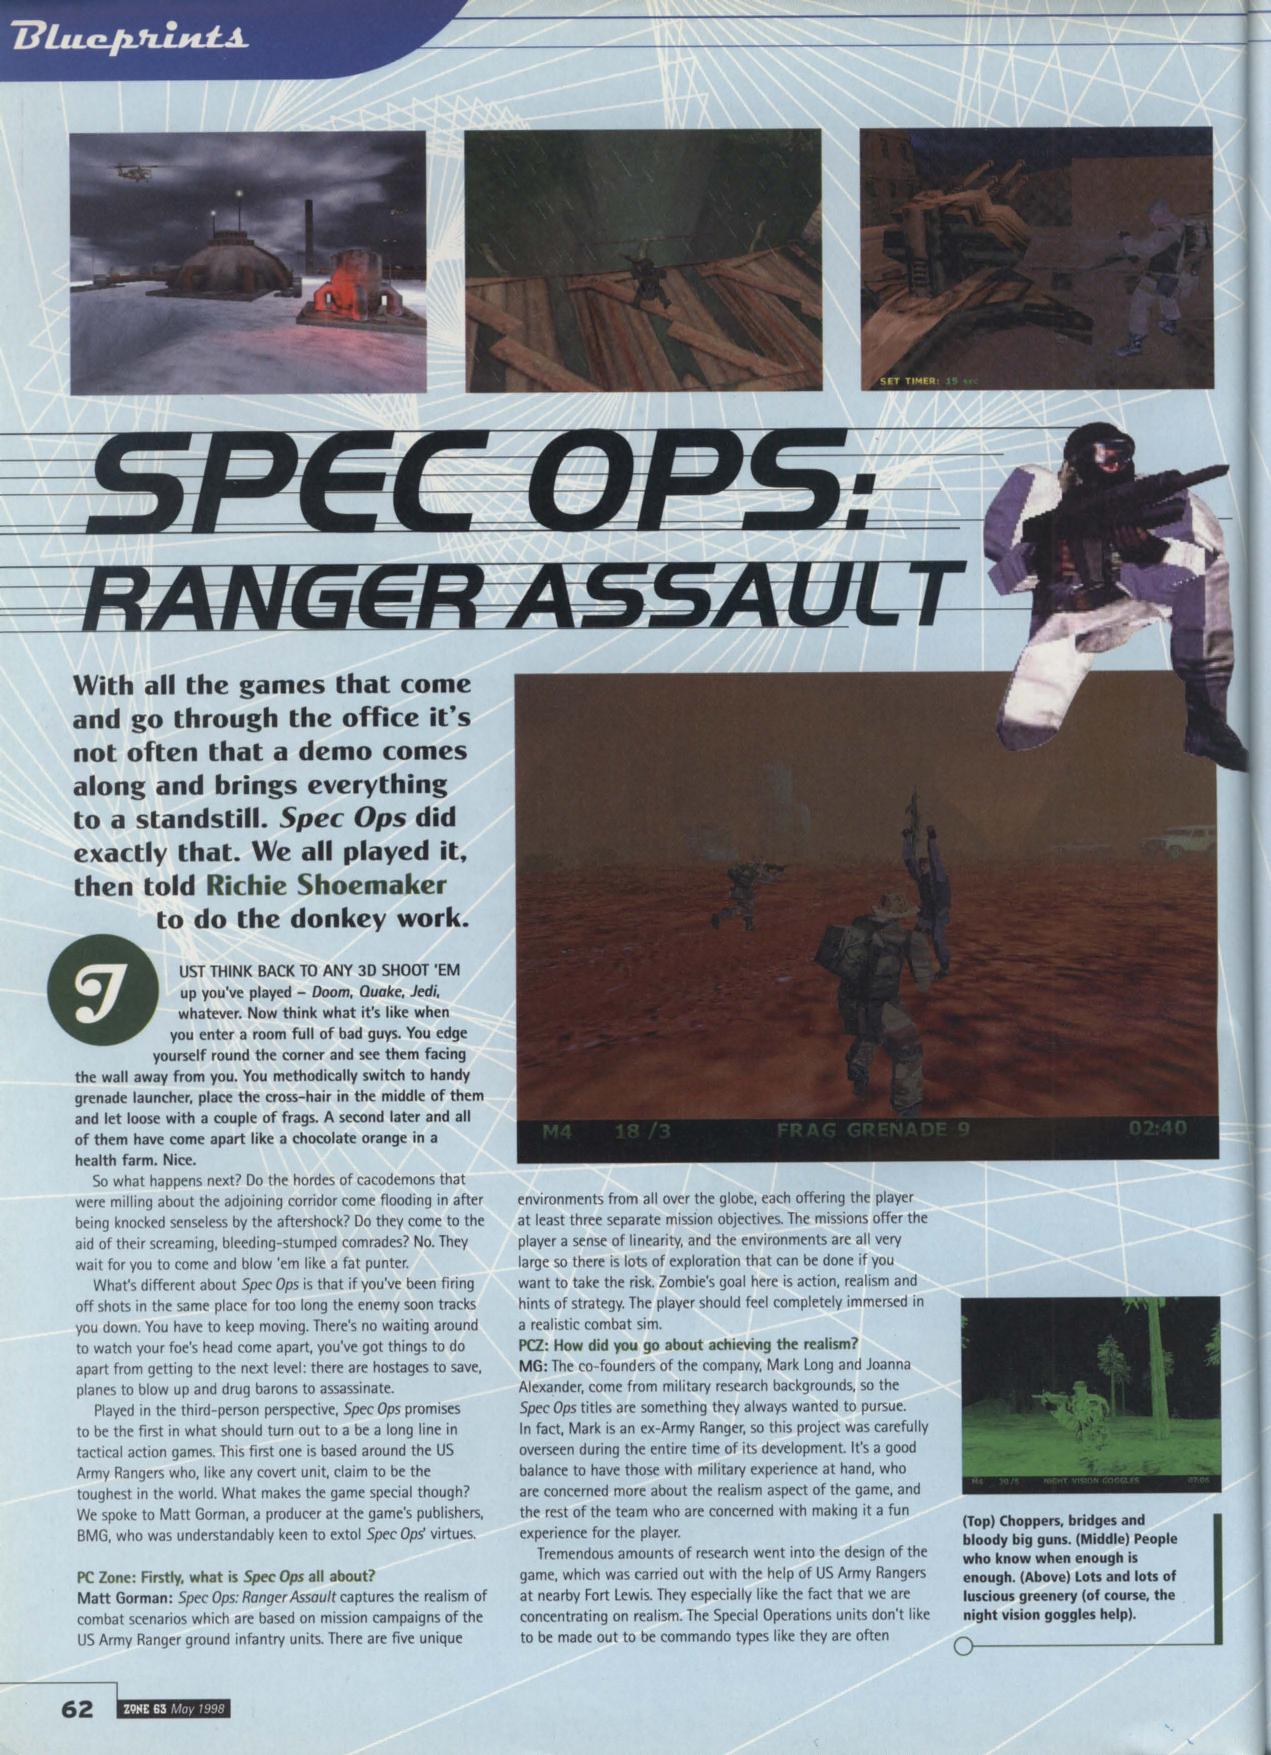 Blueprints
SET TIMER: 15 sec
SPEC OPS:
RANGER ASSAULT
With all the games that come
and go through the office it's
not often that a demo comes
along and brings everything
to a standstill. Spec Ops did
exactly that. We all played it,
then told Richie Shoemaker
to do the donkey work.
JUST THINK BACK TO ANY 3D SHOOT 'EM
up you've played – Doom, Quake, Jedi,
whatever. Now think what it's like when
you enter a room full of bad guys. You edge
yourself round the corner and see them facing
the wall away from you. You methodically switch to handy
grenade launcher, place the cross-hair in the middle of them
and let loose with a couple of frags. A second later and all
of them have come apart like a chocolate orange in a
health farm. Nice.
So what happens next? Do the hordes of cacodemons that
were milling about the adjoining corridor come flooding in after
being knocked senseless by the aftershock? Do they come to the
aid of their screaming, bleeding-stumped comrades? No. They
wait for you to come and blow 'em like a fat punter.
What's different about Spec Ops is that if you've been firing
off shots in the same place for too long the enemy soon tracks
you down. You have to keep moving. There's no waiting around
to watch your foe's head come apart, you've got things to do
apart from getting to the next level: there are hostages to save,
planes to blow up and drug barons to assassinate.
Played in the third-person perspective, Spec Ops promises
to be the first in what should turn out to a be a long line in
tactical action games. This first one is based around the US
Army Rangers who, like any covert unit, claim to be the
toughest in the world. What makes the game special though?
We spoke to Matt Gorman, a producer at the game's publishers,
BMG, who was understandably keen to extol Spec Ops' virtues.
PC Zone: Firstly, what is Spec Ops all about?
Matt Gorman: Spec Ops: Ranger Assault captures the realism of
combat scenarios which are based on mission campaigns of the
US Army Ranger ground infantry units. There are five unique
M4 18/3 FRAG GRENADE 9 02:40
environments from all over the globe, each offering the player
at least three separate mission objectives. The missions offer the
player a sense of linearity, and the environments are all very
large so there is lots of exploration that can be done if you
want to take the risk. Zombie's goal here is action, realism and
hints of strategy. The player should feel completely immersed in
a realistic combat sim.
PCZ: How did you go about achieving the realism?
MG: The co-founders of the company, Mark Long and Joanna
Alexander, come from military research backgrounds, so the
Spec Ops titles are something they always wanted to pursue.
In fact, Mark is an ex-Army Ranger, so this project was carefully
overseen during the entire time of its development. It's a good
balance to have those with military experience at hand, who
are concerned more about the realism aspect of the game, and
the rest of the team who are concerned with making it a fun
experience for the player.
Tremendous amounts of research went into the design of the
game, which was carried out with the help of US Army Rangers
at nearby Fort Lewis. They especially like the fact that we are
concentrating on realism. The Special Operations units don't like
to be made out to be commando types like they are often
M4 NIGHT VISION GOGGLES
(Top) Choppers, bridges and
bloody big guns. (Middle) People
who know when enough is
enough. (Above) Lots and lots of
luscious greenery (of course, the
night vision goggles help).
62 ZONE 63 May 1998